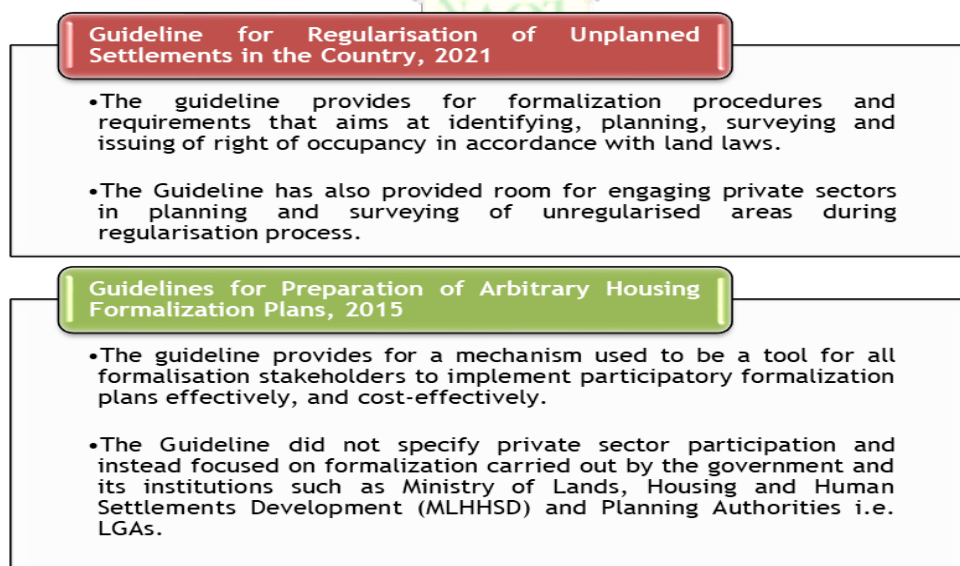 Guideline for Regularisation of Unplanned
Settlements in the Country, 2021
•The guideline provides for formalization procedures and
requirements that aims at identifying, planning, surveying and
issuing of right of occupancy in accordance with land laws.
•The Guideline has also provided room for engaging private sectors
in planning and surveying of unregularised areas during
regularisation process.
Guidelines for Preparation of Arbitrary Housing
Formalization Plans, 2015
•The guideline provides for a mechanism used to be a tool for all
formalisation stakeholders to implement participatory formalization
plans effectively, and cost-effectively.
•The Guideline did not specify private sector participation and
instead focused on formalization carried out by the government and
its institutions such as Ministry of Lands, Housing and Human
Settlements Development (MLHHSD) and Planning Authorities i.e.
LGAs.